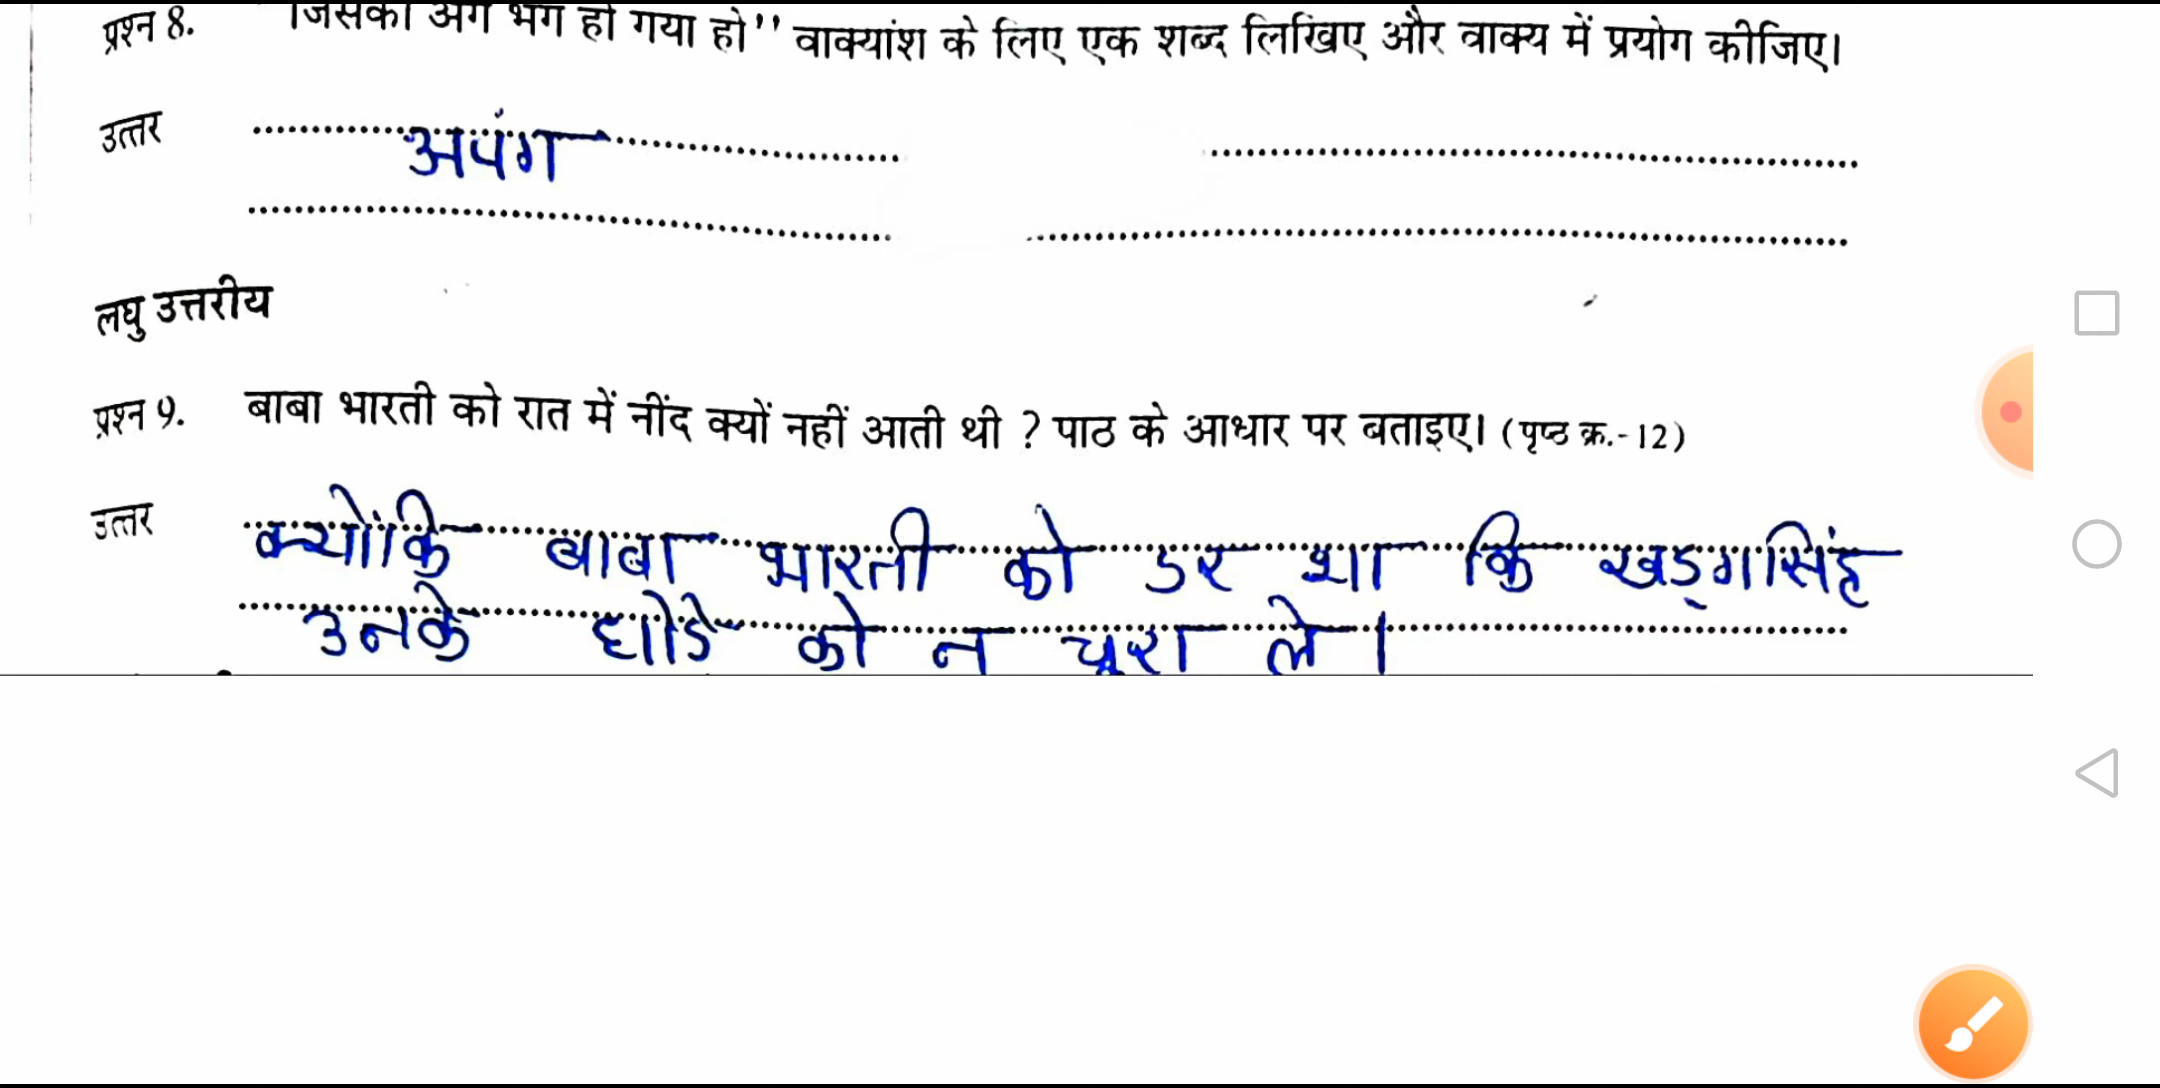 प्रश्न 8. जिसका अंग भंग हो गया हो" वाक्यांश के लिए एक शब्द लिखिए और वाक्य में प्रयोग कीजिए।
उत्तर अपंग
लघु उत्तरीय
प्रश्न 9. बाबा भारती को रात में नींद क्यों नहीं आती थी ? पाठ के आधार पर बताइए। (पृष्ठ क्र.- 12)
उत्तर क्योंकि बाबा भारती को डर था कि खड्गसिंह
उनके घोडे को न चूरा ले।